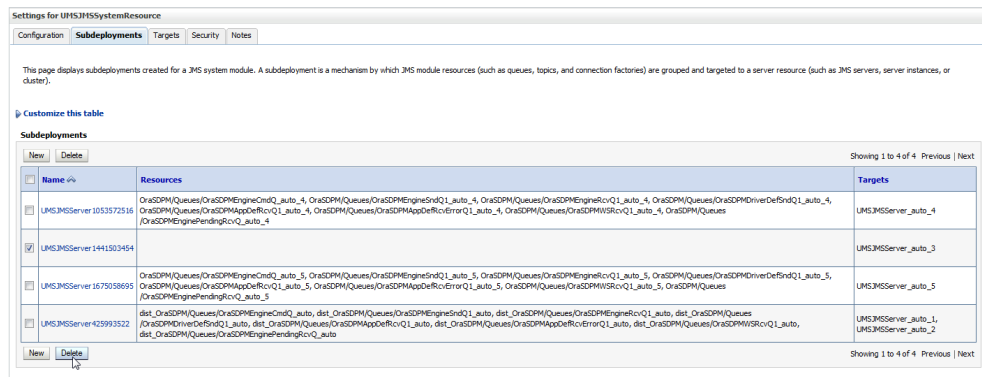 Settings for UMSJMSSystemResource
Configuration Subdeployments Targets Security Notes
This page displays subdeployments created for a JMS system module. A subdeployment is a mechanism by which JMS module resources (such as queues, topics, and connection factories) are grouped and targeted to a server resource (such as JMS servers, server instances, or
cluster).
Customize this table
Subdeployments
New Delete Showing 1 to 4 of 4 Previous | Next
Name Resources Targets
OraSDPM/Queues/OraSDPMEngineCmdQ_auto_4, OraSDPM/Queues/OraSDPMEngineSndQ1_auto_4, OraSDPM/Queues/OraSDPMEngineRcvQ1_auto_4, OraSDPM/Queues/OraSDPMDriverDefSndQ1_auto_4,
UMSJMSServer1053572516 OraSDPM/Queues/OraSDPMAppDefRcvQ1_auto_4, OraSDPM/Queues/OraSDPMAppDefRcvErrorQ1_auto_4, OraSDPM/Queues/OraSDPMWSRcvQ1_auto_4, OraSDPM/Queues UMSJMSServer_auto_4
/OraSDPMEnginePendingRcvQ_auto_4
UMSJMSServer1441503454 UMSJMSServer_auto_3
OraSDPM/Queues/OraSDPMEngineCmdQ_auto_5, OraSDPM/Queues/OraSDPMEngineSndQ1_auto_5, OraSDPM/Queues/OraSDPMEngineRcvQ1_auto_5, OraSDPM/Queues/OraSDPMDriverDefSndQ1_auto_5,
UMSJMSServer1675058695 OraSDPM/Queues/OraSDPMAppDefRcvQ1_auto_5, OraSDPM/Queues/OraSDPMAppDefRcvErrorQ1_auto_5, OraSDPM/Queues/OraSDPMWSRcvQ1_auto_5, OraSDPM/Queues UMSJMSServer_auto_5
/OraSDPMEnginePendingRcvQ_auto_5
dist_OraSDPM/Queues/OraSDPMEngineCmdQ_auto, dist_OraSDPM/Queues/OraSDPMEngineSndQ1_auto, dist_OraSDPM/Queues/OraSDPMEngineRcvQ1_auto, dist_OraSDPM/Queues
UMSJMSServer425993522 /OraSDPMDriverDefSndQ1_auto, dist_OraSDPM/Queues/OraSDPMAppDefRcvQ1_auto, dist_OraSDPM/Queues/OraSDPMAppDefRcvErrorQ1_auto, dist_OraSDPM/Queues/OraSDPMWSRcvQ1_auto, UMSJMSServer_auto_1,
dist_OraSDPM/Queues/OraSDPMEnginePendingRcvQ_auto UMSJMSServer_auto_2
New Delete Showing 1 to 4 of 4 Previous | Next